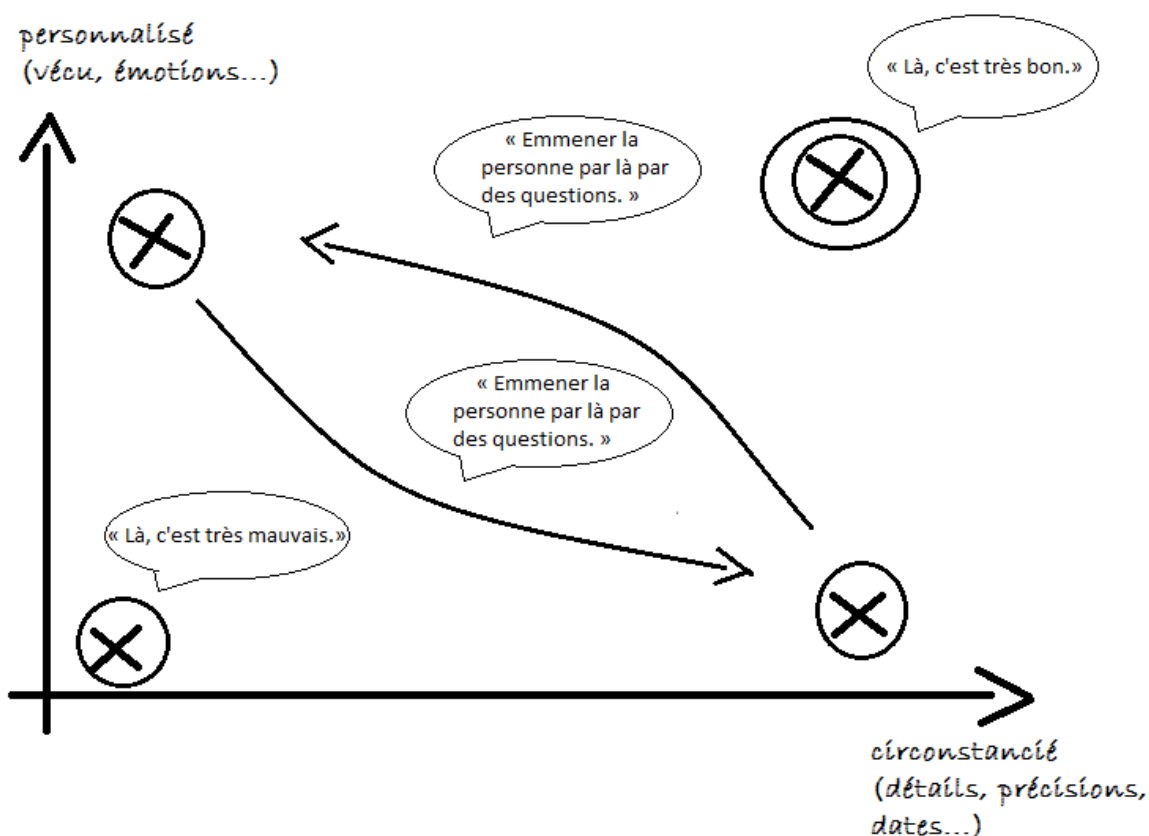 personnalisé
(vécu, émotions...)
« Là, c'est très bon.»
« Emmener la
personne par là par
des questions. »
« Emmener la
personne par là par
des questions. »
« Là, c'est très mauvais.»
circonstancié
(détails, précisions,
dates...)